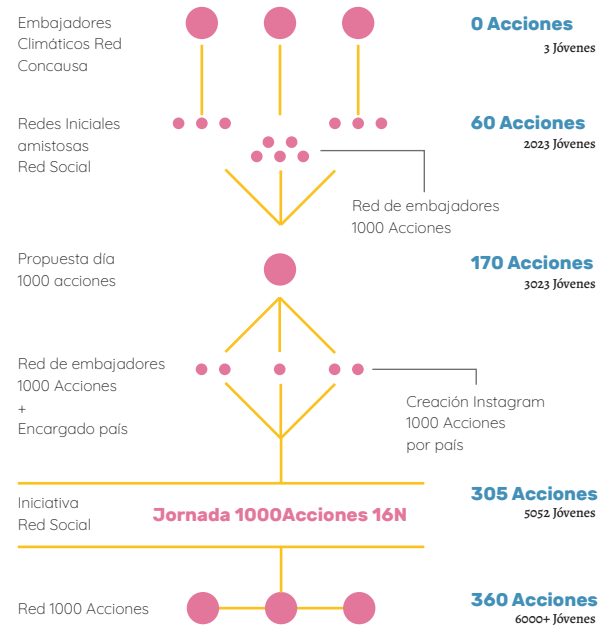 Embajadores
Climáticos Red
Concausa
0 Acciones
3 Jóvenes
Redes Iniciales
amistosas
Red Social
60 Acciones
2023 Jóvenes
Red de embajadores
1000 Acciones
Propuesta día
1000 acciones
170 Acciones
3023 Jóvenes
Red de embajadores
1000 Acciones
+
Encargado país
Creación Instagram
1000 Acciones
por país
Iniciativa
Red Social
Jornada 1000Acciones 16N
305 Acciones
5052 Jóvenes
Red 1000 Acciones
360 Acciones
6000+ Jóvenes